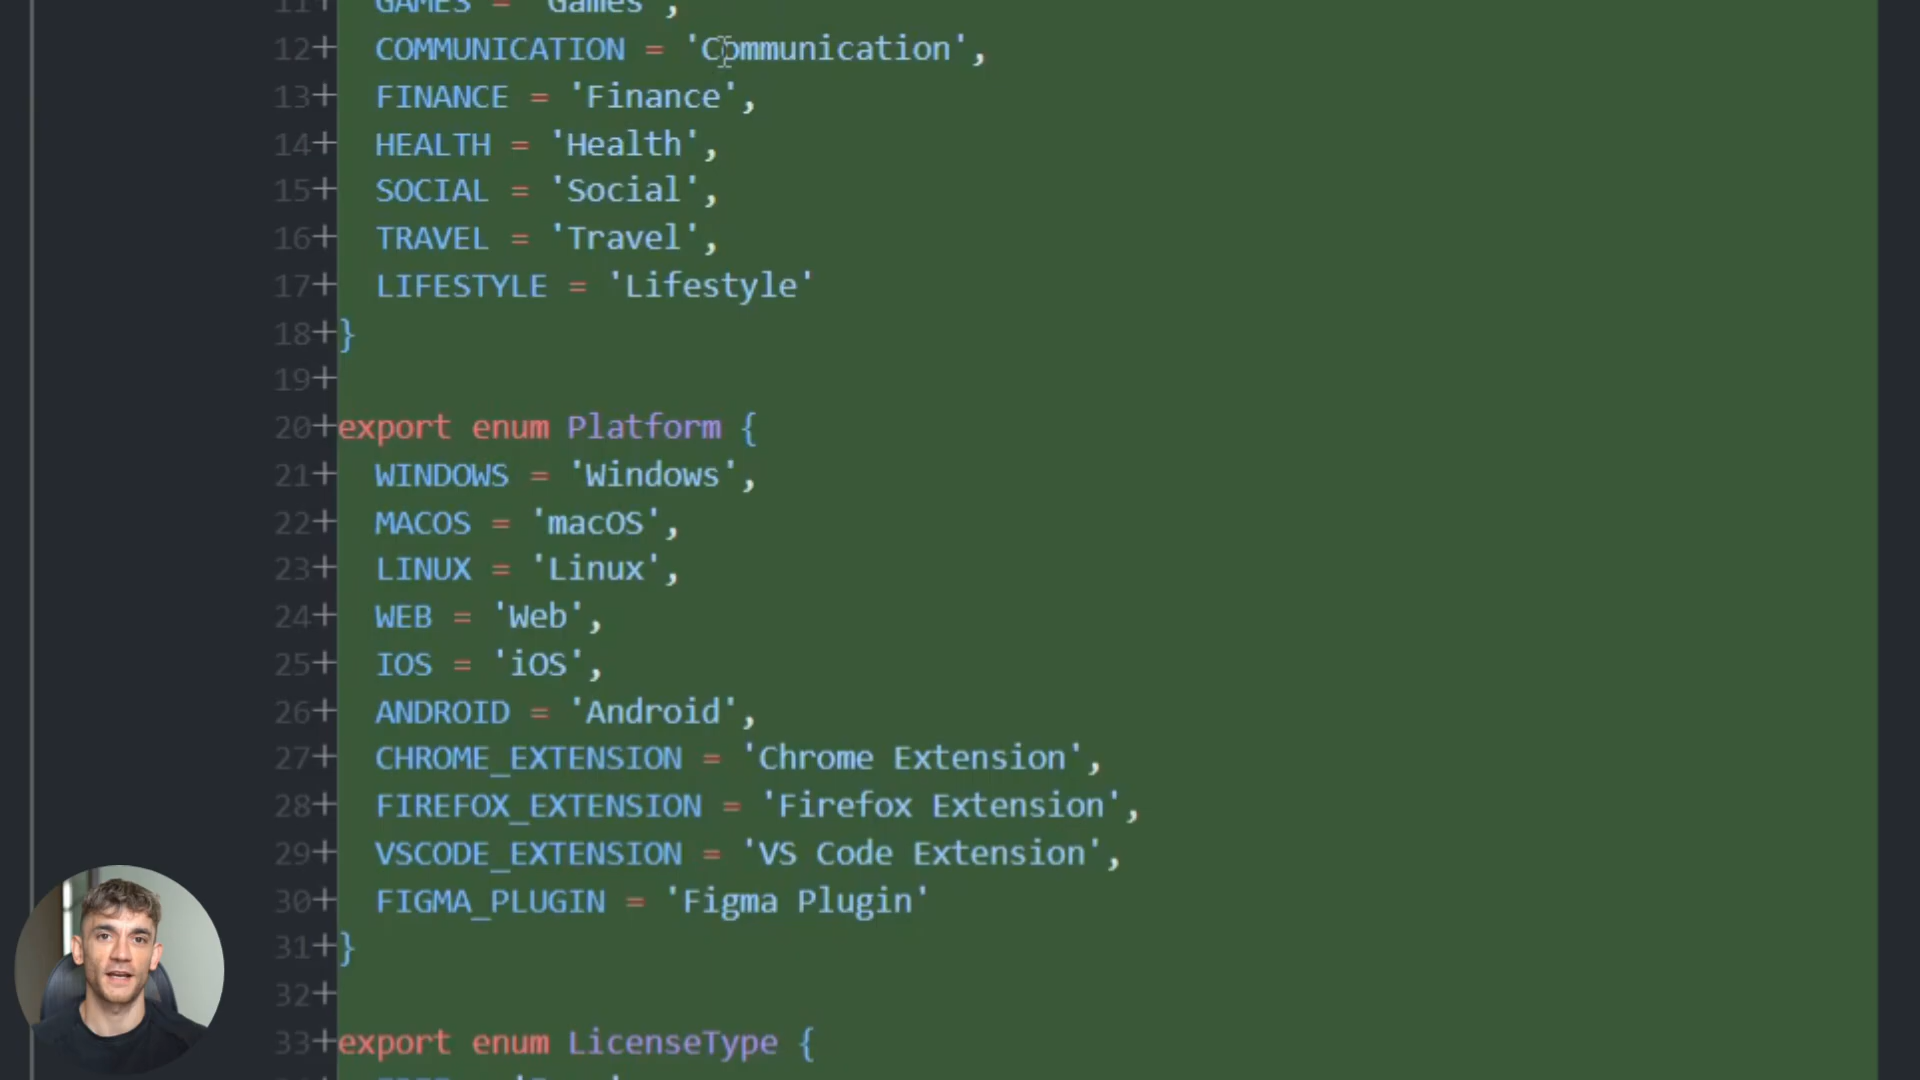 11 GAMES = 'Games',
12+ COMMUNICATION = 'Communication',
13+ FINANCE = 'Finance',
14+ HEALTH = 'Health',
15+ SOCIAL = 'Social',
16+ TRAVEL = 'Travel',
17+ LIFESTYLE = 'Lifestyle'
18+ }
19+
20+ export enum Platform {
21+ WINDOWS = 'Windows',
22+ MACOS = 'macOS',
23+ LINUX = 'Linux',
24+ WEB = 'Web',
25+ IOS = 'iOS',
26+ ANDROID = 'Android',
27+ CHROME_EXTENSION = 'Chrome Extension',
28+ FIREFOX_EXTENSION = 'Firefox Extension',
29+ VSCODE_EXTENSION = 'VS Code Extension',
30+ FIGMA_PLUGIN = 'Figma Plugin'
31+ }
32+
33+ export enum LicenseType {